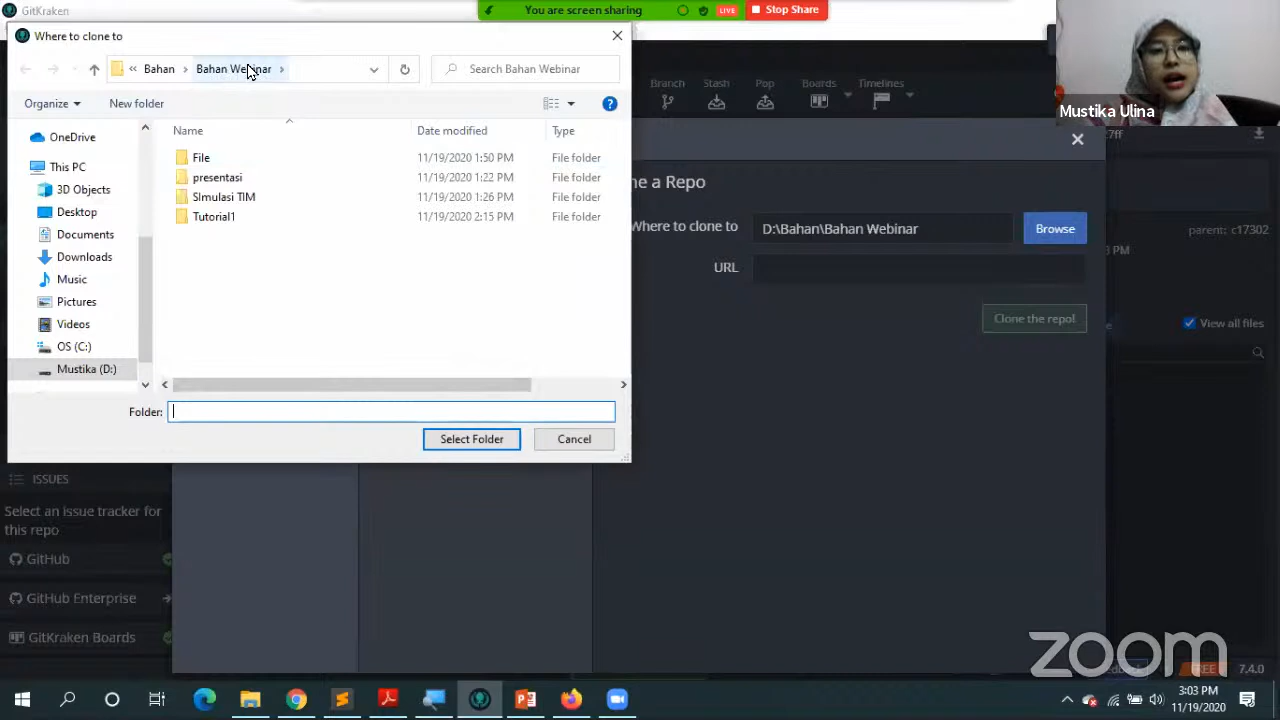 GitKraken
You are screen sharing
LIVE
Stop Share
Where to clone to
« Bahan > Bahan Webinar >
Search Bahan Webinar
Organize
New folder
?
Name
Date modified
Type
File
11/19/2020 1:50 PM
File folder
presentasi
11/19/2020 1:22 PM
File folder
SImulasi TIM
11/19/2020 1:26 PM
File folder
Tutorial1
11/19/2020 2:15 PM
File folder
OneDrive
This PC
3D Objects
Desktop
Documents
Downloads
Music
Pictures
Videos
OS (C:)
Mustika (D:)
Folder:
Select Folder
Cancel
Branch
Stash
Pop
Boards
Timelines
Mustika Ulina
27ff
ne a Repo
Where to clone to
D:\Bahan\Bahan Webinar
Browse
URL
Clone the repo!
parent: c17302
PM
View all files
ISSUES
Select an issue tracker for
this repo
GitHub
GitHub Enterprise
GitKraken Boards
zoom
FREE
7.4.0
3:03 PM
11/19/2020